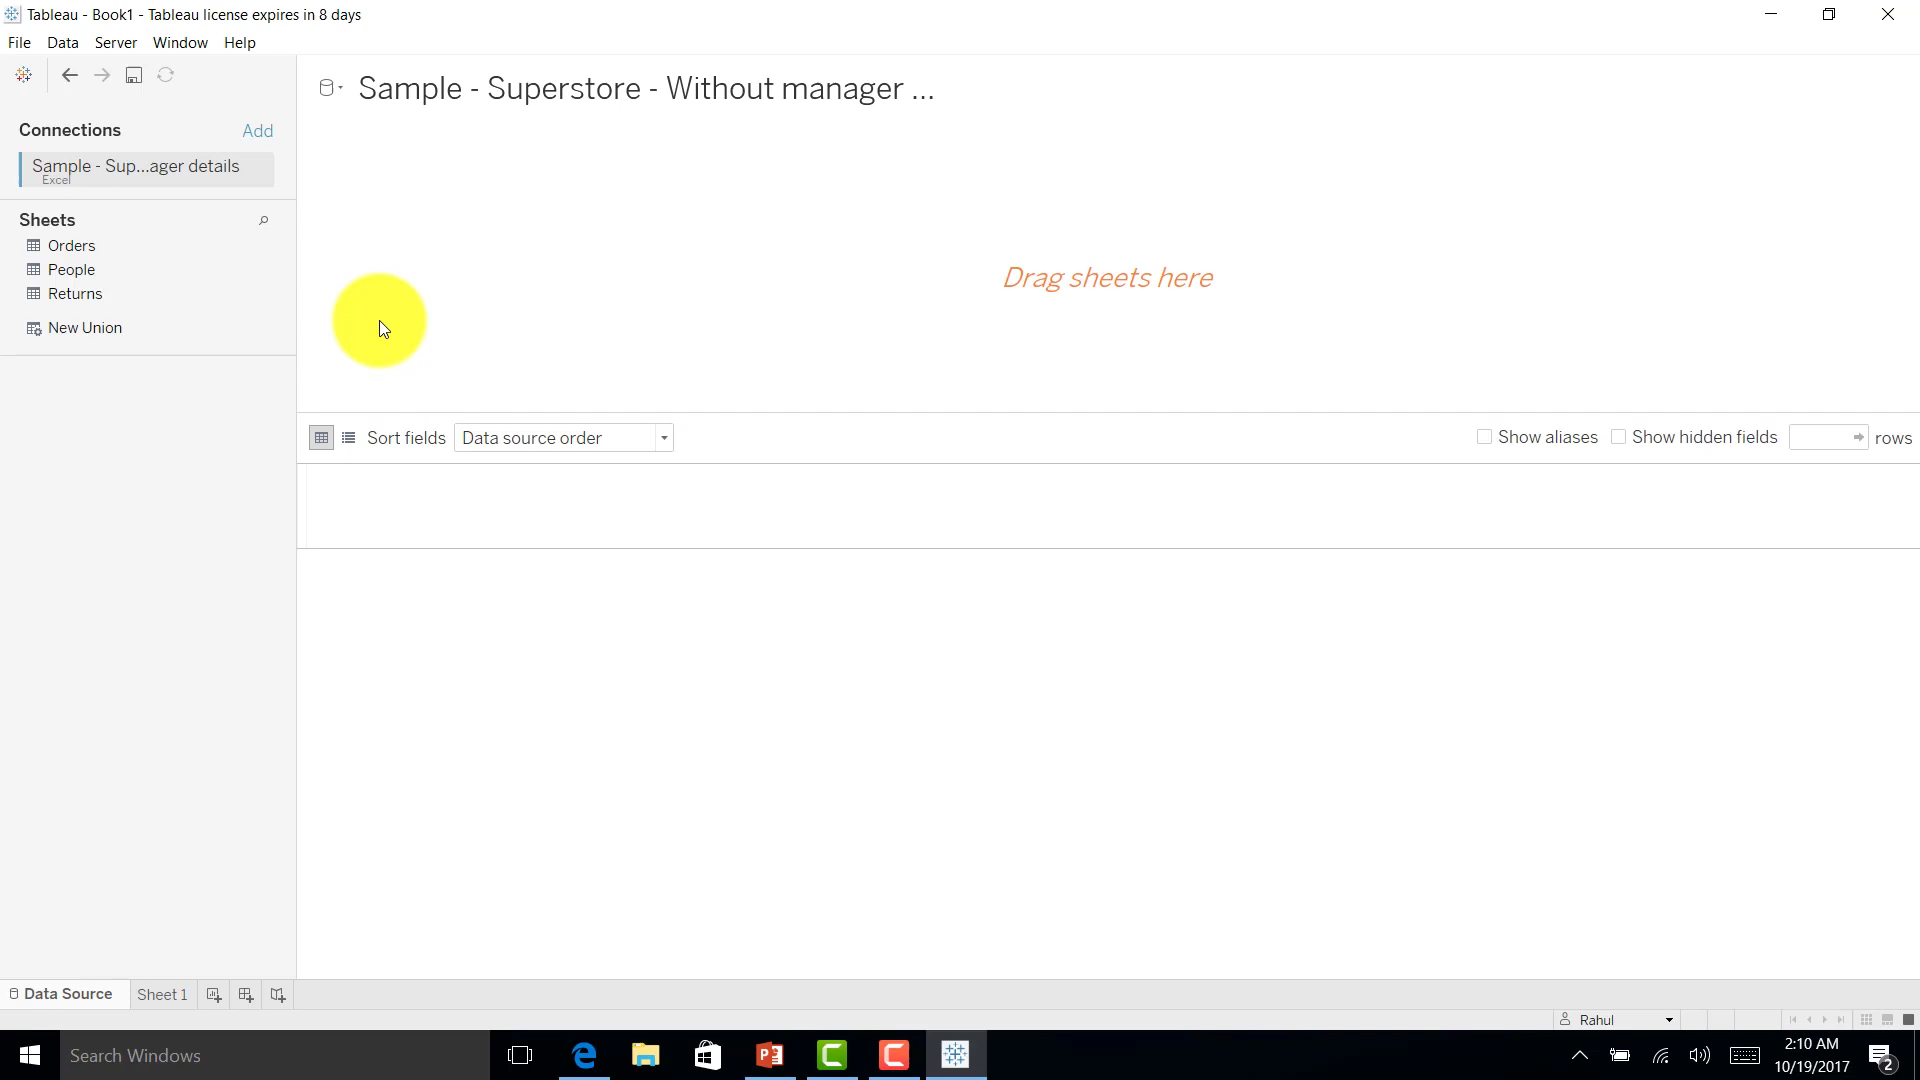 Tableau - Book1 - Tableau license expires in 8 days
File Data Server Window Help
Sample - Superstore - Without manager ...
Connections Add
Sample - Sup...ager details
Excel
Sheets
Orders
People
Returns
New Union
Drag sheets here
Sort fields Data source order Show aliases Show hidden fields rows
Data Source Sheet 1
Rahul
Search Windows
2:10 AM
10/19/2017
2